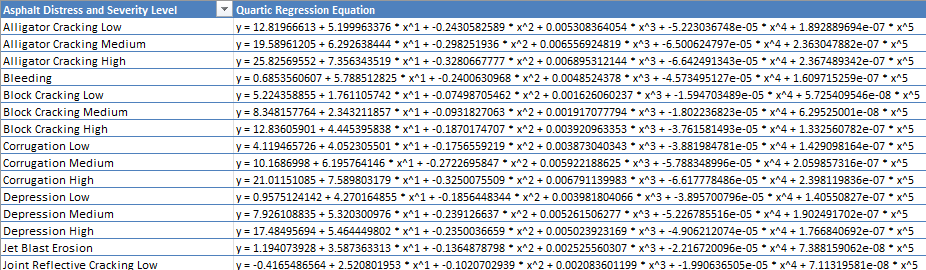 Asphalt Distress and Severity Level Quartic Regression Equation
Alligator Cracking Low y = 12.81966613 + 5.199963376 * x^1 + -0.2430582589 * x^2 + 0.005308364054 * x^3 + -5.223036748e-05 * x^4 + 1.892889694e-07 * x^5
Alligator Cracking Medium y = 19.58961205 + 6.292638444 * x^1 + -0.298251936 * x^2 + 0.006556924819 * x^3 + -6.500624797e-05 * x^4 + 2.363047882e-07 * x^5
Alligator Cracking High y = 25.82569552 + 7.356343519 * x^1 + -0.3280667777 * x^2 + 0.006895312144 * x^3 + -6.642491343e-05 * x^4 + 2.367489342e-07 * x^5
Bleeding y = 0.6853560607 + 5.788512825 * x^1 + -0.2400630968 * x^2 + 0.0048524378 * x^3 + -4.573495127e-05 * x^4 + 1.609715259e-07 * x^5
Block Cracking Low y = 5.224358855 + 1.761105742 * x^1 + -0.07498705462 * x^2 + 0.001626060237 * x^3 + -1.594703489e-05 * x^4 + 5.725409546e-08 * x^5
Block Cracking Medium y = 8.348157764 + 2.343211857 * x^1 + -0.0931827063 * x^2 + 0.001917077794 * x^3 + -1.802236823e-05 * x^4 + 6.29525001e-08 * x^5
Block Cracking High y = 12.83605901 + 4.445395838 * x^1 + -0.1870174707 * x^2 + 0.003920963353 * x^3 + -3.761581493e-05 * x^4 + 1.332560782e-07 * x^5
Corrugation Low y = 4.119465726 + 4.052305501 * x^1 + -0.1756559219 * x^2 + 0.003873040343 * x^3 + -3.881984781e-05 * x^4 + 1.429098164e-07 * x^5
Corrugation Medium y = 10.1686998 + 6.195764146 * x^1 + -0.2722695847 * x^2 + 0.005922188625 * x^3 + -5.788348996e-05 * x^4 + 2.059857316e-07 * x^5
Corrugation High y = 21.01151085 + 7.589803179 * x^1 + -0.3250075509 * x^2 + 0.006791139983 * x^3 + -6.617778486e-05 * x^4 + 2.398119836e-07 * x^5
Depression Low y = 0.9575124142 + 4.270164855 * x^1 + -0.1856448344 * x^2 + 0.003981804066 * x^3 + -3.895700796e-05 * x^4 + 1.40550827e-07 * x^5
Depression Medium y = 7.926108835 + 5.320300976 * x^1 + -0.239126637 * x^2 + 0.005261506277 * x^3 + -5.226785516e-05 * x^4 + 1.902491702e-07 * x^5
Depression High y = 17.48495694 + 5.464449802 * x^1 + -0.2350036659 * x^2 + 0.005023923169 * x^3 + -4.906212074e-05 * x^4 + 1.766840692e-07 * x^5
Jet Blast Erosion y = 1.194073928 + 3.587363313 * x^1 + -0.1364878798 * x^2 + 0.002525560307 * x^3 + -2.216720096e-05 * x^4 + 7.388159062e-08 * x^5
Joint Reflective Cracking Low y = -0.4165486564 + 2.520801953 * x^1 + -0.1020702939 * x^2 + 0.002083601199 * x^3 + -1.990636505e-05 * x^4 + 7.11319581e-08 * x^5